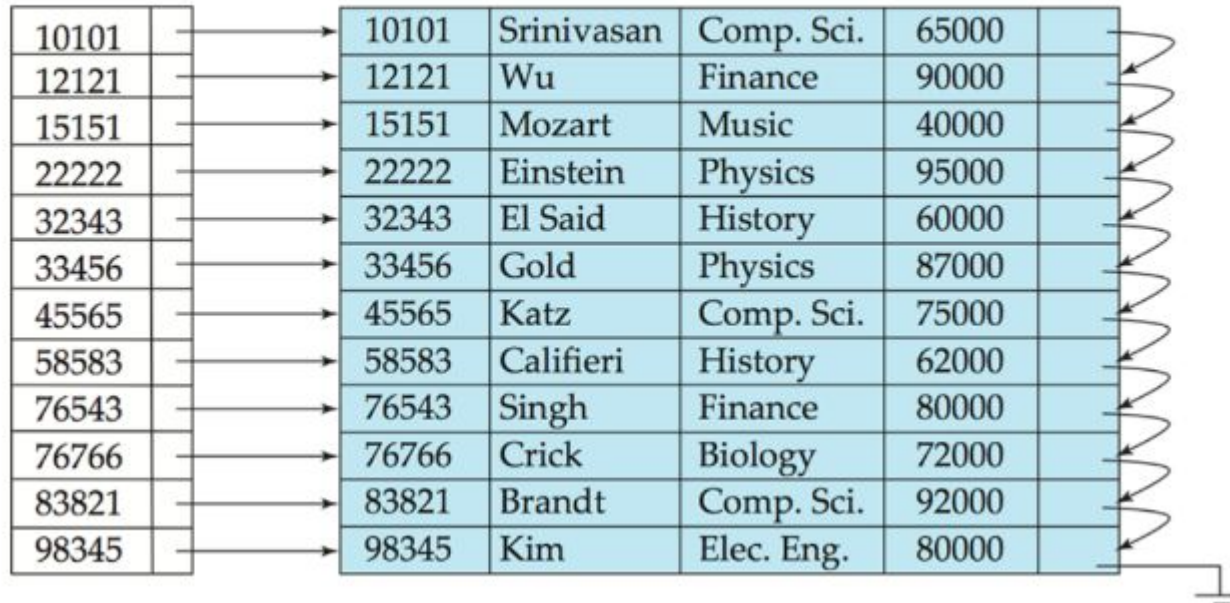 10101 10101 Srinivasan Comp. Sci. 65000
12121 12121 Wu Finance 90000
15151 15151 Mozart Music 40000
22222 22222 Einstein Physics 95000
32343 32343 El Said History 60000
33456 33456 Gold Physics 87000
45565 45565 Katz Comp. Sci. 75000
58583 58583 Califieri History 62000
76543 76543 Singh Finance 80000
76766 76766 Crick Biology 72000
83821 83821 Brandt Comp. Sci. 92000
98345 98345 Kim Elec. Eng. 80000